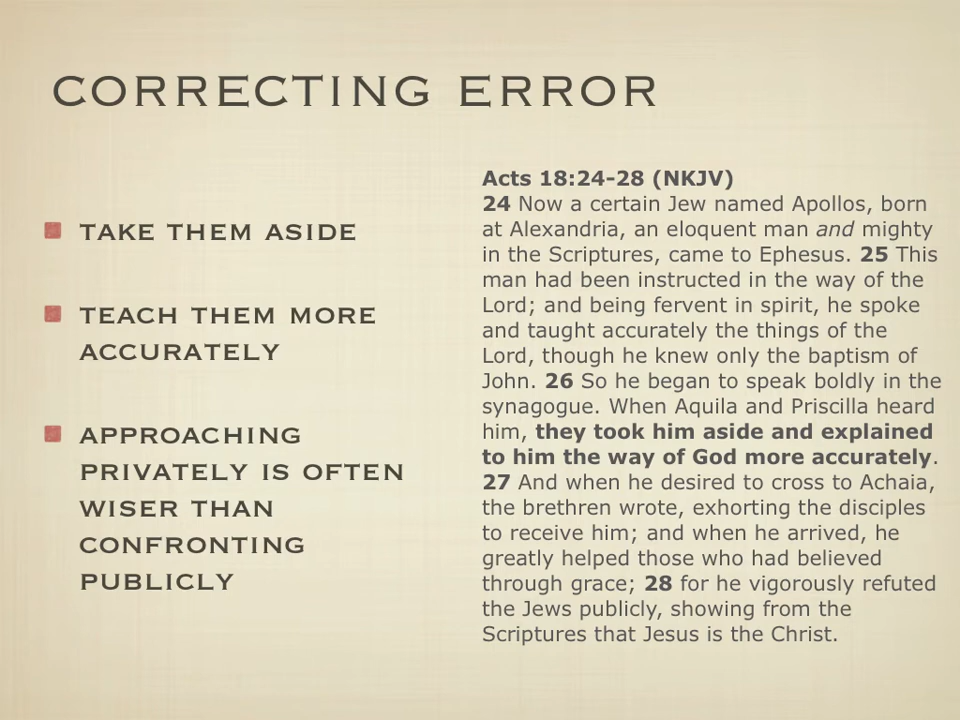 CORRECTING ERROR
TAKE THEM ASIDE
TEACH THEM MORE
ACCURATELY
APPROACHING
PRIVATELY IS OFTEN
WISER THAN
CONFRONTING
PUBLICLY
Acts 18:24-28 (NKJV)
24 Now a certain Jew named Apollos, born
at Alexandria, an eloquent man and mighty
in the Scriptures, came to Ephesus. 25 This
man had been instructed in the way of the
Lord; and being fervent in spirit, he spoke
and taught accurately the things of the
Lord, though he knew only the baptism of
John. 26 So he began to speak boldly in the
synagogue. When Aquila and Priscilla heard
him, they took him aside and explained
to him the way of God more accurately.
27 And when he desired to cross to Achaia,
the brethren wrote, exhorting the disciples
to receive him; and when he arrived, he
greatly helped those who had believed
through grace; 28 for he vigorously refuted
the Jews publicly, showing from the
Scriptures that Jesus is the Christ.